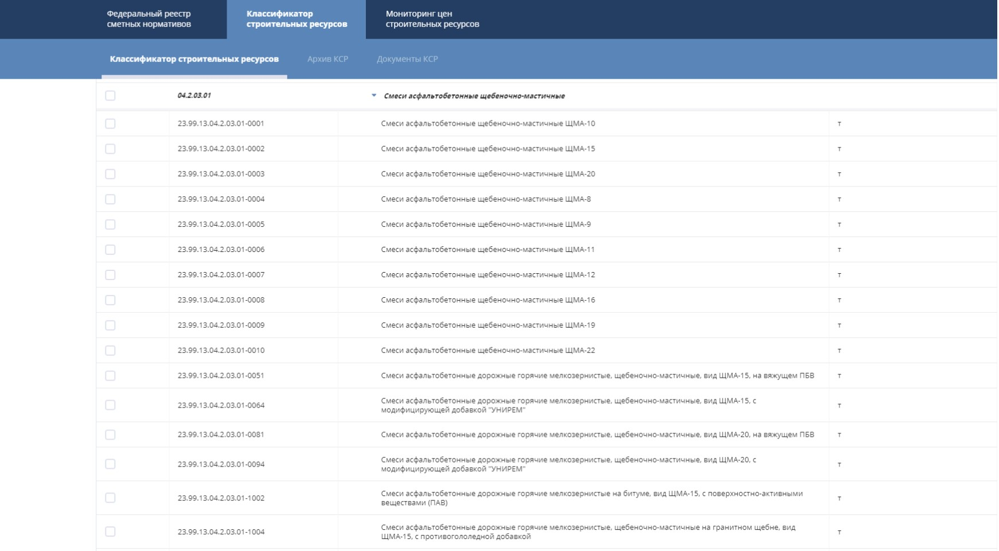 Федеральный реестр
сметных нормативов
Классификатор
строительных ресурсов
Мониторинг цен
строительных ресурсов
Классификатор строительных ресурсов
Архив КСР
Документы КСР
04.2.03.01 Смеси асфальтобетонные щебеночно-мастичные
23.99.13.04.2.03.01-0001 Смеси асфальтобетонные щебеночно-мастичные ЩМА-10 т
23.99.13.04.2.03.01-0002 Смеси асфальтобетонные щебеночно-мастичные ЩМА-15 т
23.99.13.04.2.03.01-0003 Смеси асфальтобетонные щебеночно-мастичные ЩМА-20 т
23.99.13.04.2.03.01-0004 Смеси асфальтобетонные щебеночно-мастичные ЩМА-8 т
23.99.13.04.2.03.01-0005 Смеси асфальтобетонные щебеночно-мастичные ЩМА-9 т
23.99.13.04.2.03.01-0006 Смеси асфальтобетонные щебеночно-мастичные ЩМА-11 т
23.99.13.04.2.03.01-0007 Смеси асфальтобетонные щебеночно-мастичные ЩМА-12 т
23.99.13.04.2.03.01-0008 Смеси асфальтобетонные щебеночно-мастичные ЩМА-16 т
23.99.13.04.2.03.01-0009 Смеси асфальтобетонные щебеночно-мастичные ЩМА-19 т
23.99.13.04.2.03.01-0010 Смеси асфальтобетонные щебеночно-мастичные ЩМА-22 т
23.99.13.04.2.03.01-0051 Смеси асфальтобетонные дорожные горячие мелкозернистые, щебеночно-мастичные, вид ЩМА-15, на вяжущем ПБВ т
23.99.13.04.2.03.01-0064 Смеси асфальтобетонные дорожные горячие мелкозернистые, щебеночно-мастичные, вид ЩМА-15, с
модифицирующей добавкой "УНИРЕМ" т
23.99.13.04.2.03.01-0081 Смеси асфальтобетонные дорожные горячие мелкозернистые, щебеночно-мастичные, вид ЩМА-20, на вяжущем ПБВ т
23.99.13.04.2.03.01-0094 Смеси асфальтобетонные дорожные горячие мелкозернистые, щебеночно-мастичные, вид ЩМА-20, с
модифицирующей добавкой "УНИРЕМ" т
23.99.13.04.2.03.01-1002 Смеси асфальтобетонные дорожные горячие мелкозернистые на битуме, вид ЩМА-15, с поверхностно-активными
веществами (ПАВ) т
23.99.13.04.2.03.01-1004 Смеси асфальтобетонные дорожные горячие мелкозернистые, щебеночно-мастичные на гранитном щебне, вид
ЩМА-15, с противогололедной добавкой т